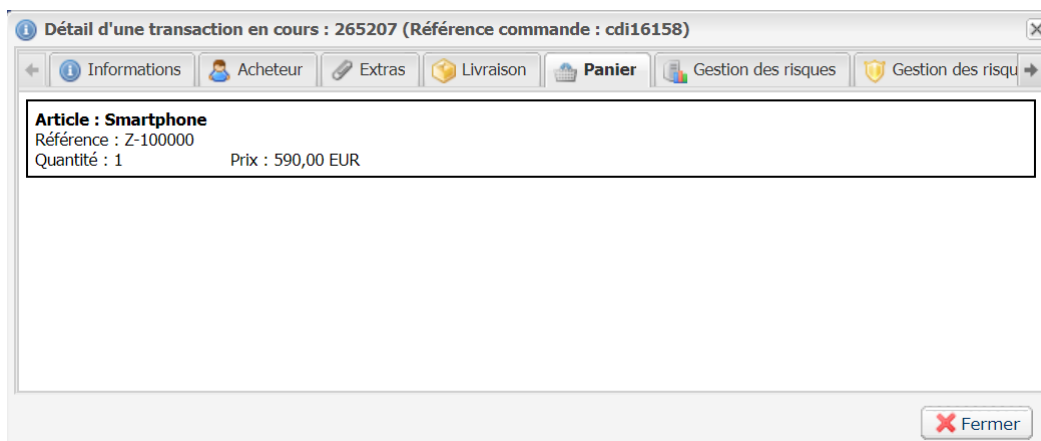 Détail d'une transaction en cours : 265207 (Référence commande : cdi16158)
Informations Acheteur Extras Livraison Panier Gestion des risques Gestion des risqu
Article : Smartphone
Référence : Z-100000
Quantité : 1 Prix : 590,00 EUR
Fermer